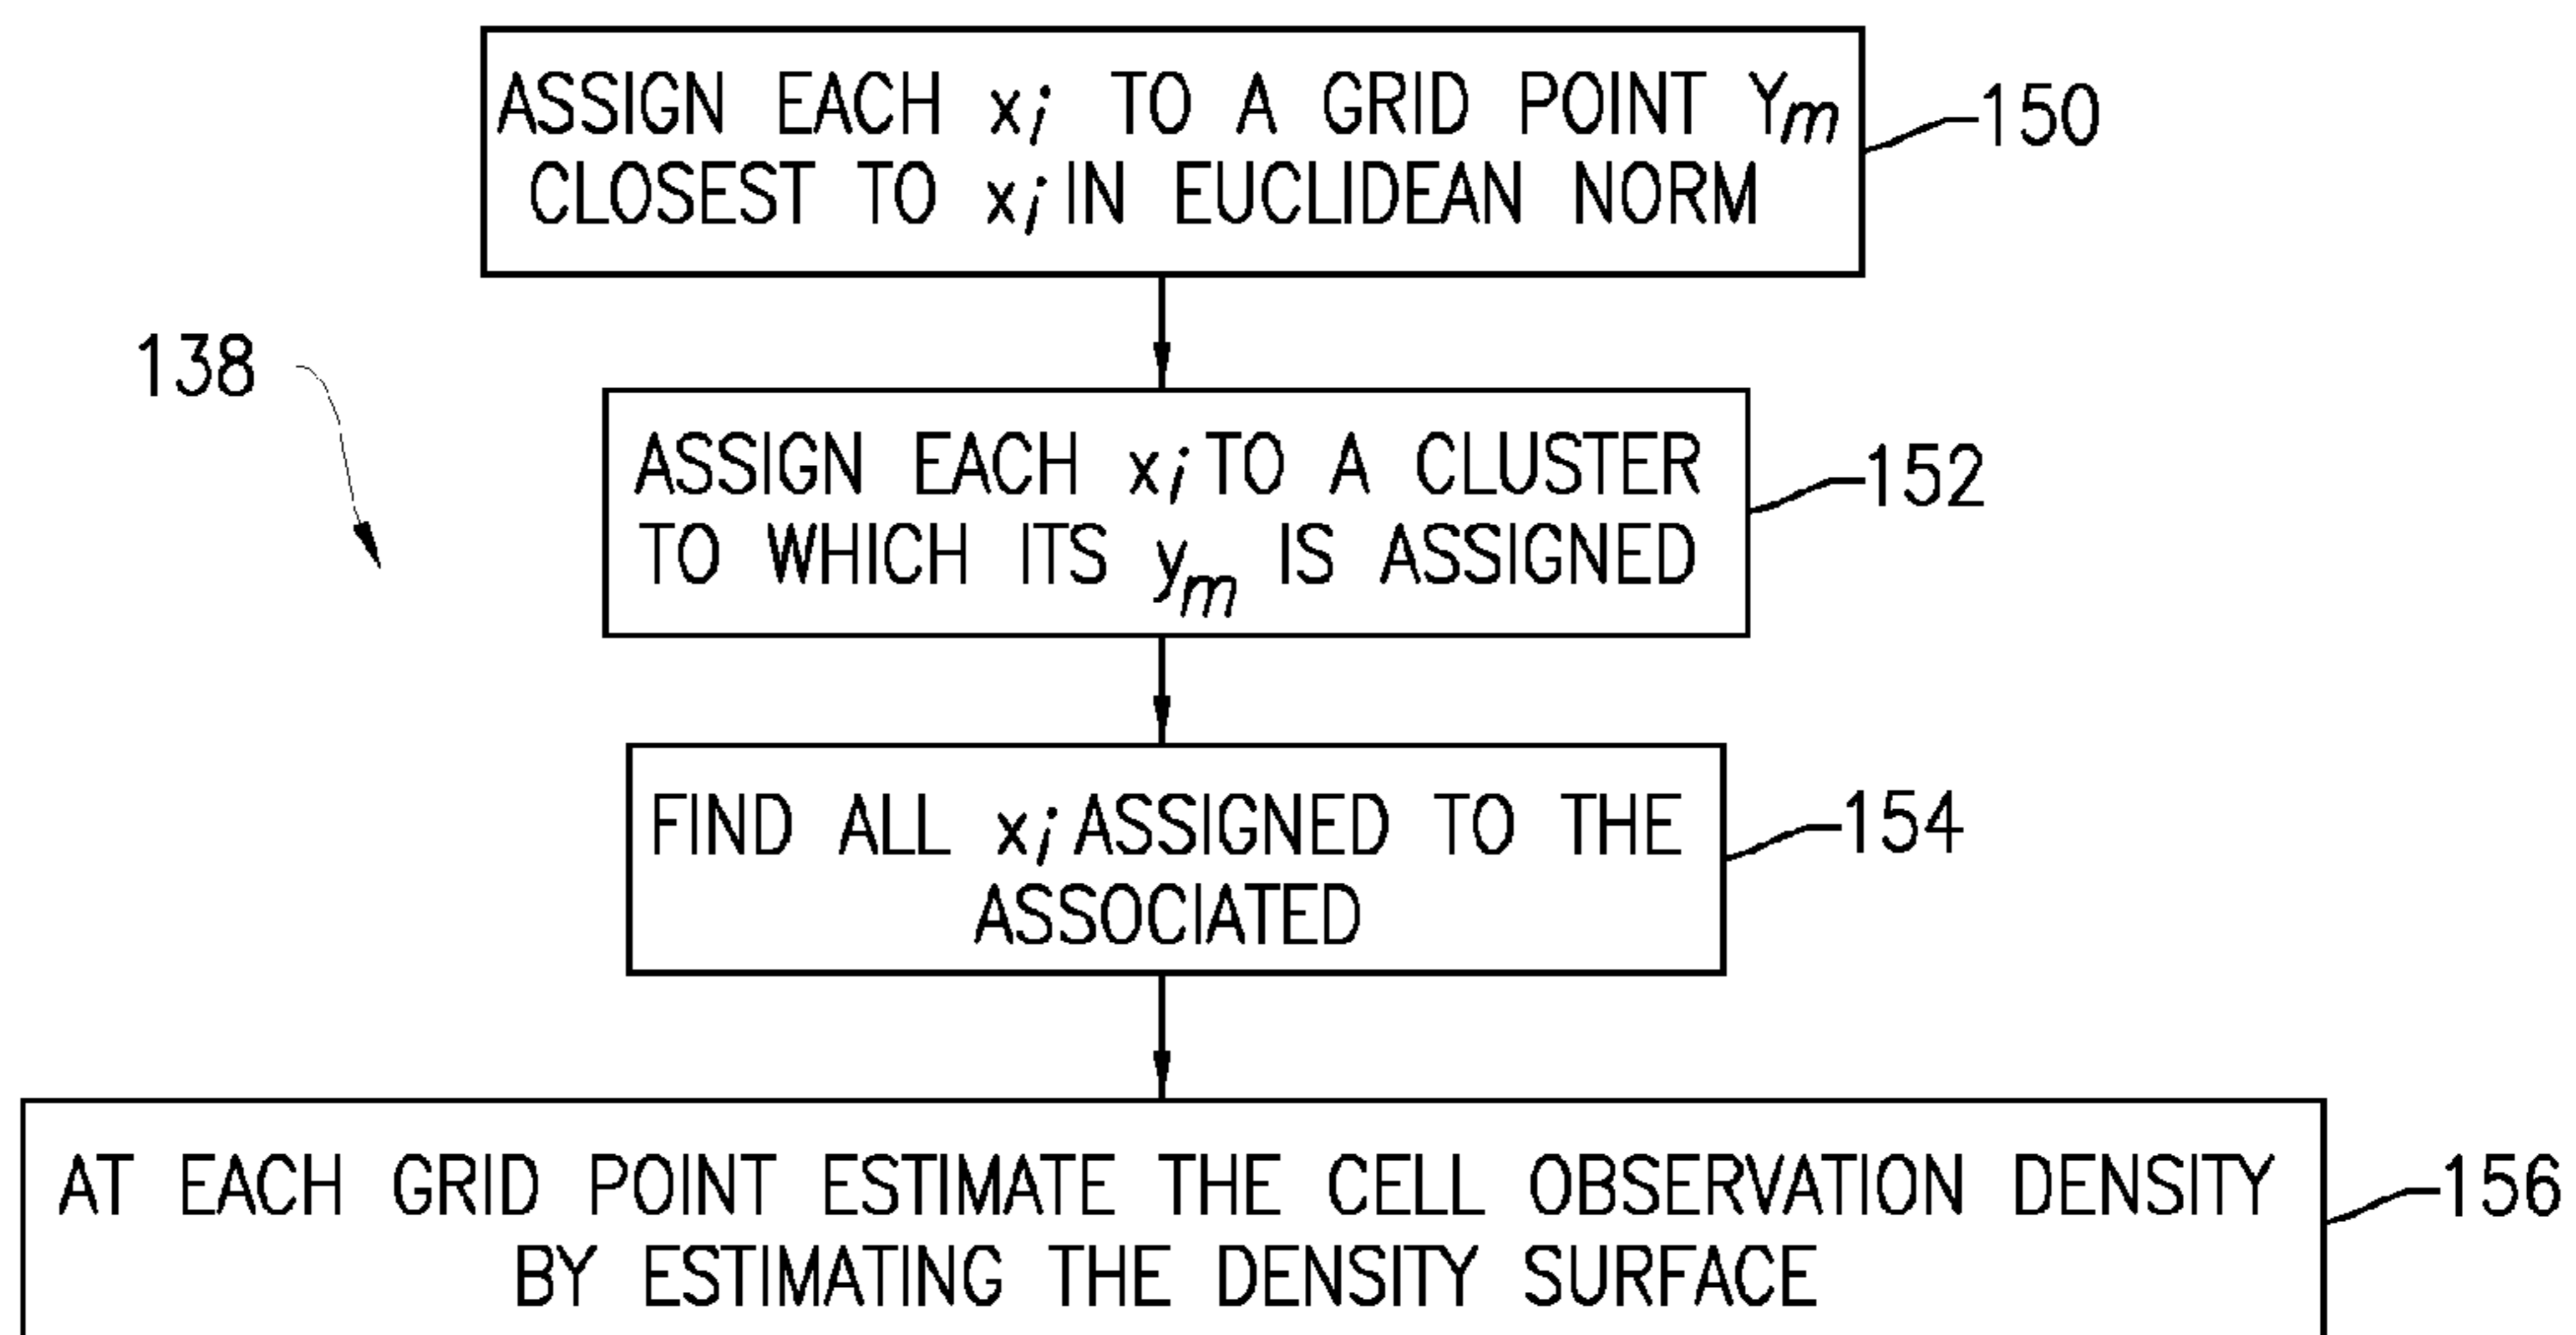 ASSIGN EACH xi TO A GRID POINT Ym
CLOSEST TO xi IN EUCLIDEAN NORM
150
138
ASSIGN EACH xi TO A CLUSTER
TO WHICH ITS ym IS ASSIGNED
152
FIND ALL xi ASSIGNED TO THE
ASSOCIATED
154
AT EACH GRID POINT ESTIMATE THE CELL OBSERVATION DENSITY
BY ESTIMATING THE DENSITY SURFACE
156